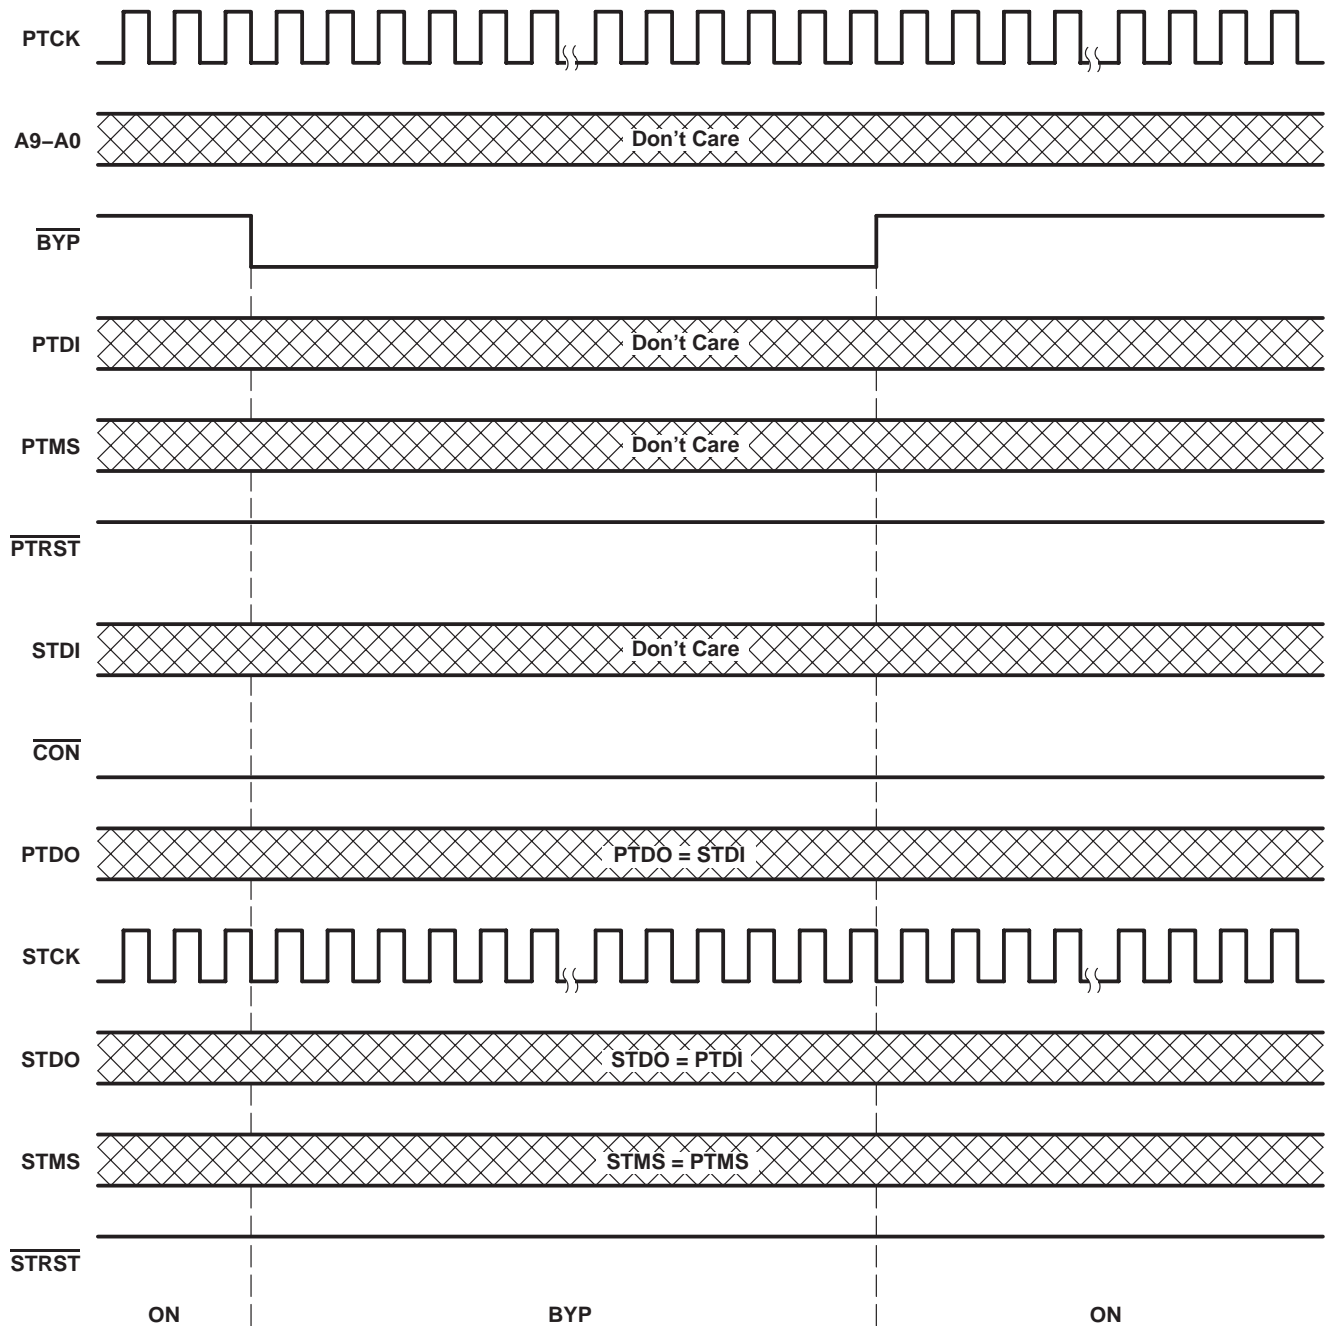 PTCK
A9–A0 Don't Care
BYP
PTDI Don't Care
PTMS Don't Care
PTRST
STDI Don't Care
CON
PTDO PTDO = STDI
STCK
STDO STDO = PTDI
STMS STMS = PTMS
STRST
ON BYP ON